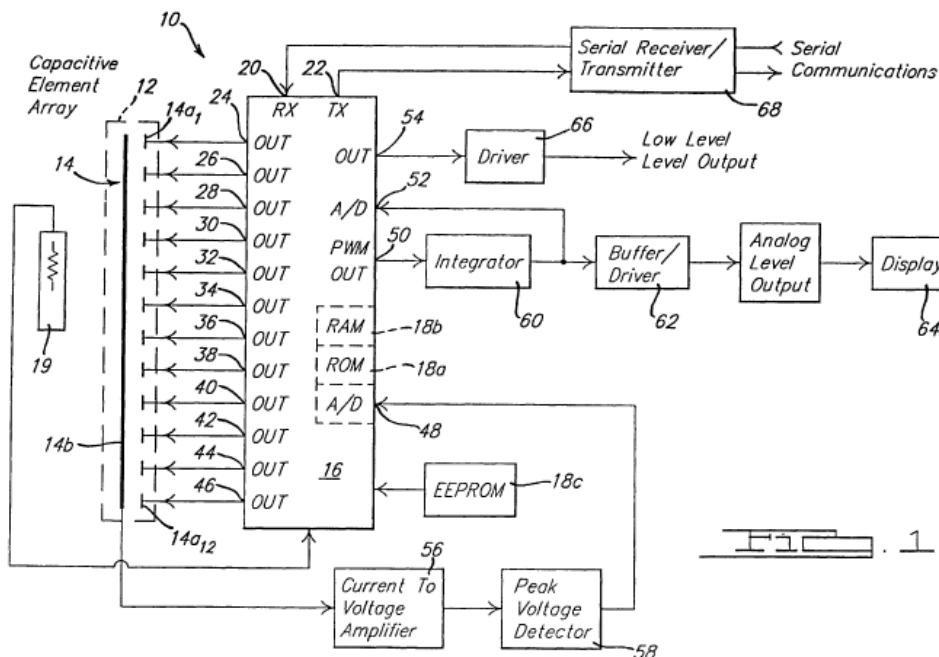 10
Capacitive
Element
Array
12
14a1
14
20
22
RX
TX
Serial Receiver/
Transmitter
68
Serial
Communications
24
OUT
26
OUT
28
OUT
30
OUT
32
OUT
34
OUT
36
OUT
38
OUT
40
OUT
42
OUT
44
OUT
46
OUT
14b
14a12
19
OUT
54
Driver
66
Low Level
Level Output
A/D
52
PWM
OUT
50
Integrator
60
Buffer/
Driver
62
Analog
Level
Output
Display
64
RAM
18b
ROM
18a
A/D
48
16
EEPROM
18c
Current To
Voltage
Amplifier
56
Peak
Voltage
Detector
58
FIG. 1